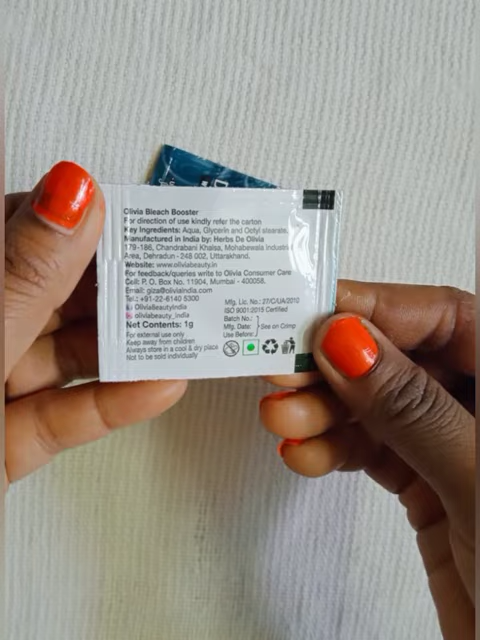 Olivia Bleach Booster
For direction of use kindly refer the carton
Key Ingredients: Aqua, Glycerin and Octyl stearate.
Manufactured in India by: Herbs De Olivia
179-186, Chandrabani Khalsa, Mohabewala Industrial
Area, Dehradun - 248 002, Uttarakhand.
Website: www.oliviabeauty.in
For feedback/queries write to Olivia Consumer Care
Cell: P. O. Box No, 11904, Mumbai - 400058.
Email: giza@oliviaindia.com
Tel.: +91-22-6140 5300
OliviaBeautyindia
oliviabeauty_india
Net Contents: 1g
For external use only
Keep away from children
Always store in a cool & dry place
Not to be sold individually
Mfg. Lic. No.: 21/C/UA/2010
ISO 9001:2015 Certified
Batch No.:
Mfg. Date: See on Crimp
Use Before: